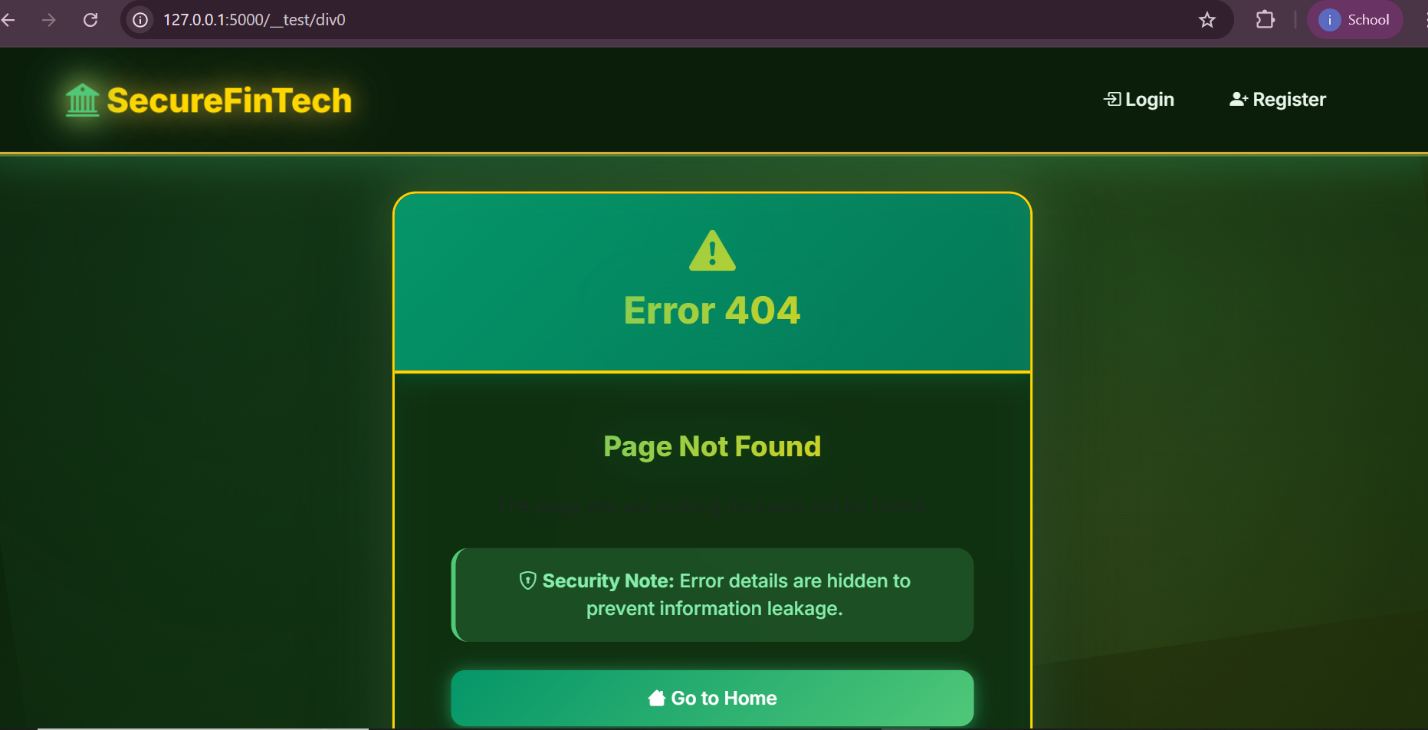 127.0.0.1:5000/__test/div0
i School
SecureFinTech
Login
Register
Error 404
Page Not Found
Security Note: Error details are hidden to
prevent information leakage.
Go to Home